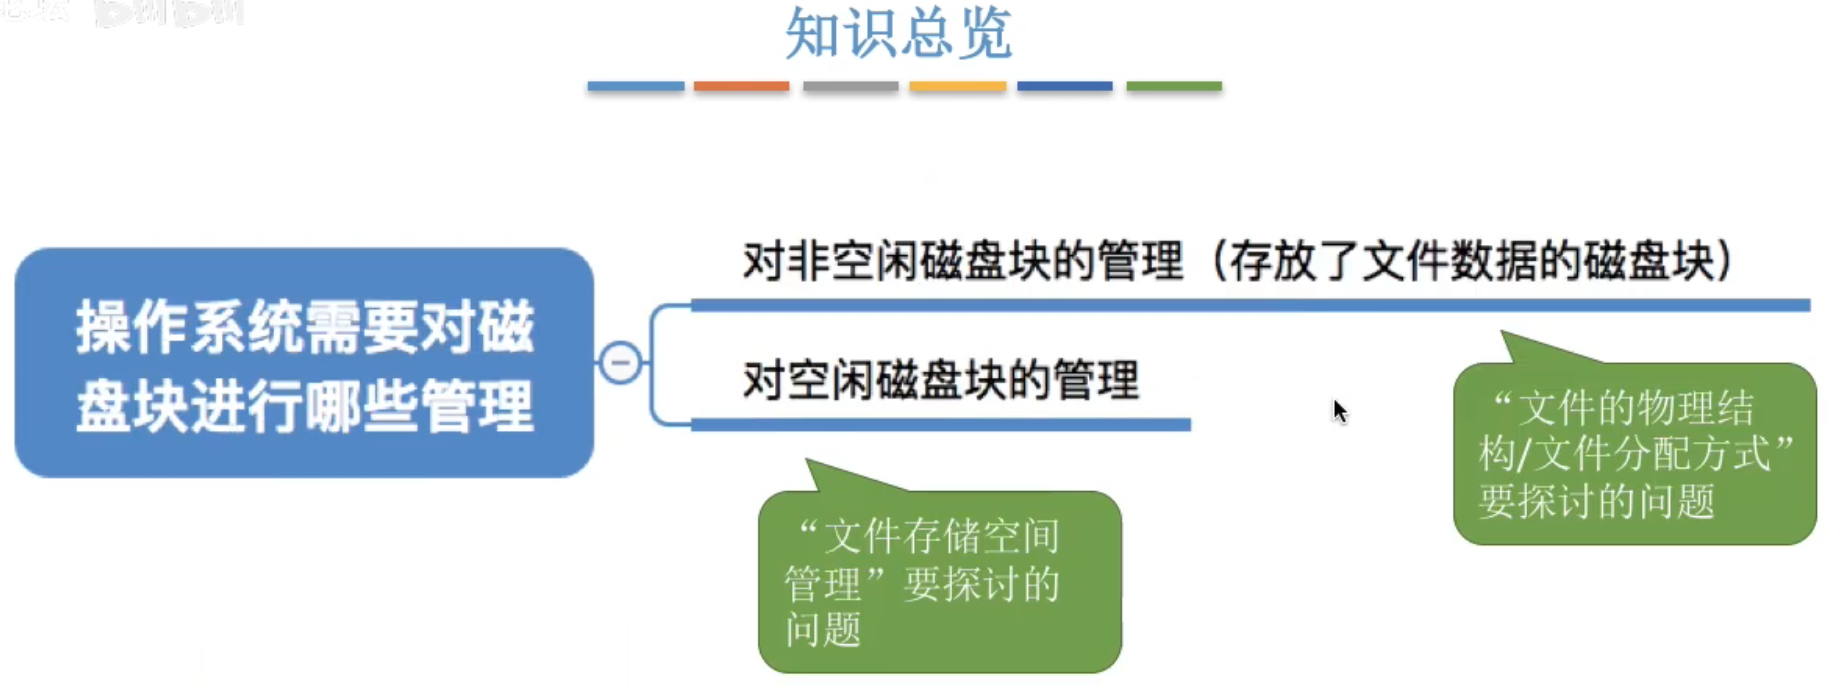 知识总览
对非空闲磁盘块的管理（存放了文件数据的磁盘块）
操作系统需要对磁
盘块进行哪些管理
对空闲磁盘块的管理
“文件的物理结
构/文件分配方式”
要探讨的问题
“文件存储空间
管理”要探讨的
问题